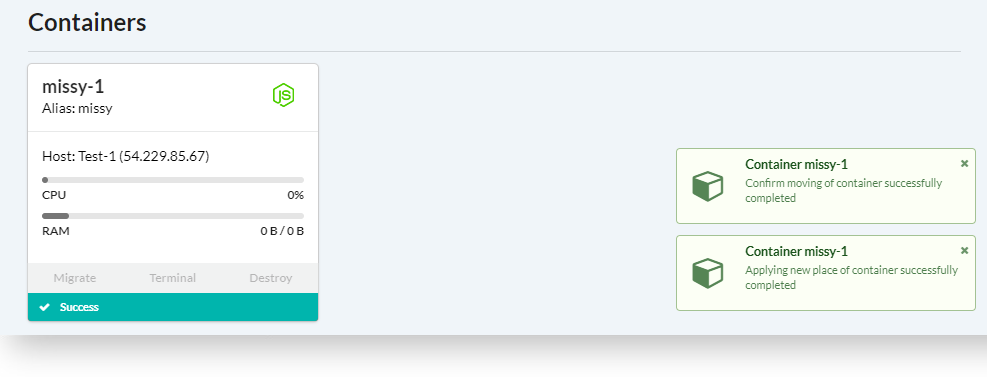 Containers
missy-1
Alias: missy
JS
Host: Test-1 (54.229.85.67)
CPU 0%
RAM 0 B / 0 B
Migrate Terminal Destroy
Success
Container missy-1
Confirm moving of container successfully
completed
Container missy-1
Applying new place of container successfully
completed